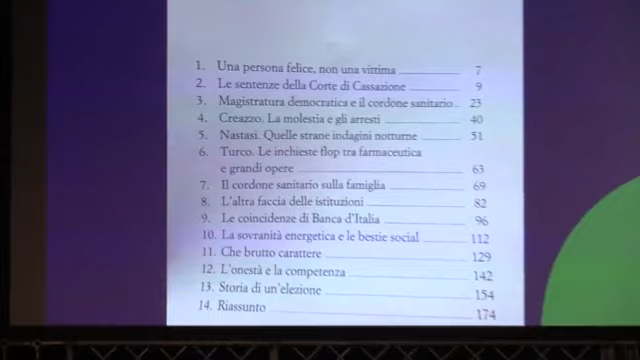 1. Una persona felice, non una vittima 7
2. Le sentenze della Corte di Cassazione 9
3. Magistratura democratica e il cordone sanitario 23
4. Creazzo. La molestia e gli arresti 40
5. Nastasi. Quelle strane indagini notturne 51
6. Turco. Le inchieste flop tra farmaceutica
e grandi opere 63
7. Il cordone sanitario sulla famiglia 69
8. L'altra faccia delle istituzioni 82
9. Le coincidenze di Banca d'Italia 96
10. La sovranità energetica e le bestie social 112
11. Che brutto carattere 129
12. L'onestà e la competenza 142
13. Storia di un'elezione 154
14. Riassunto 174